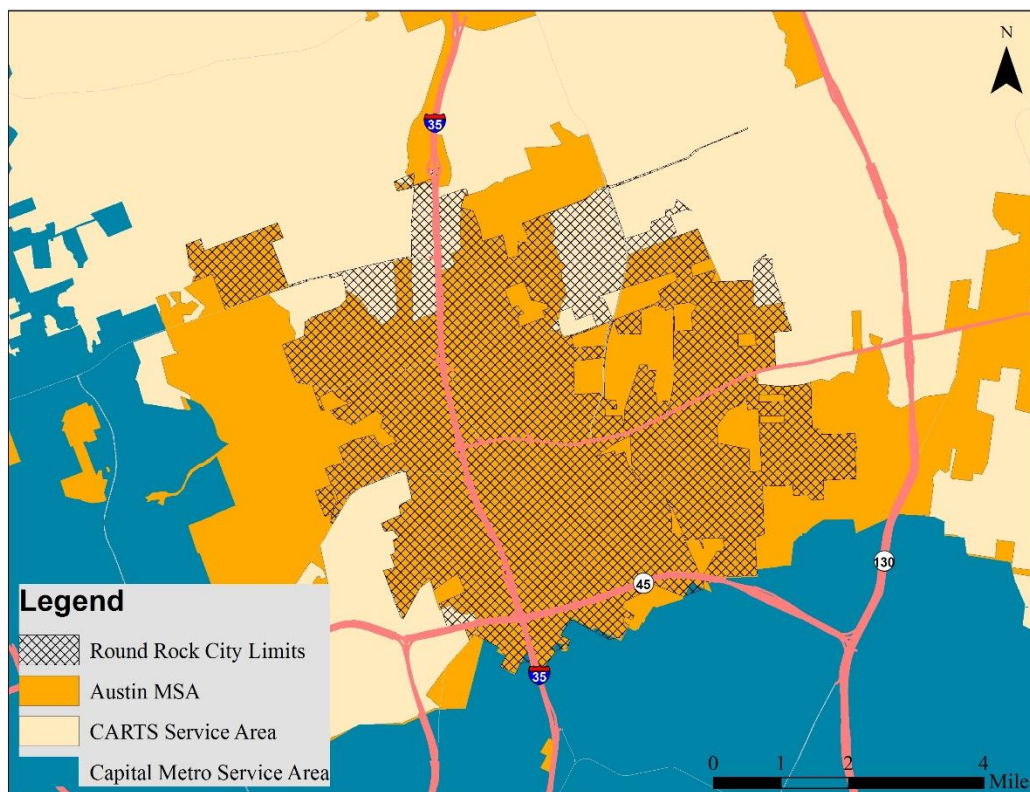 N
35
Legend
Round Rock City Limits
Austin MSA
CARTS Service Area
Capital Metro Service Area
45
130
35
0 1 2 4
Mile